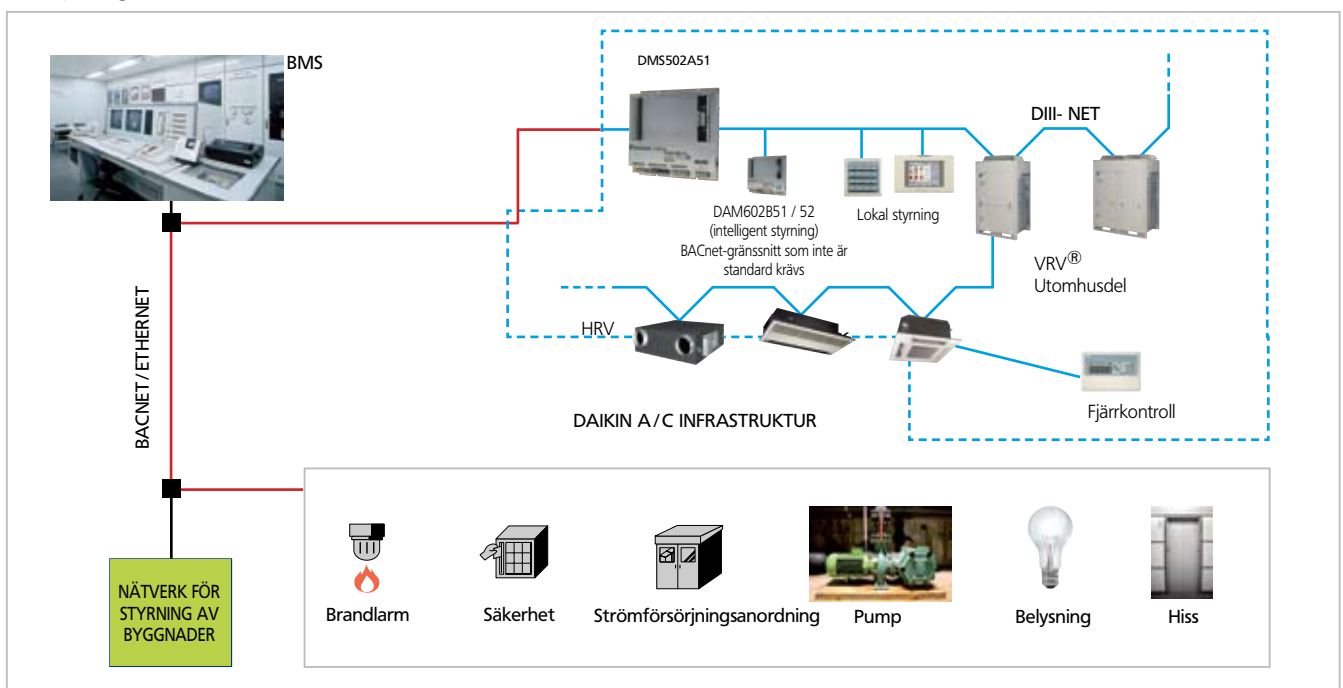 BMS
DMS502A51
DIII- NET
DAM602B51 / 52
(intelligent styrning)
BACnet-gränssnitt som inte är
standard krävs
Lokal styrning
VRV®
Utomhusdel
HRV
Fjärrkontroll
DAIKIN A/C INFRASTRUKTUR
BACNET/ETHERNET
NÄTVERK FÖR
STYRNING AV
BYGGNADER
Brandlarm
Säkerhet
Strömförsörjningsanordning
Pump
Belysning
Hiss